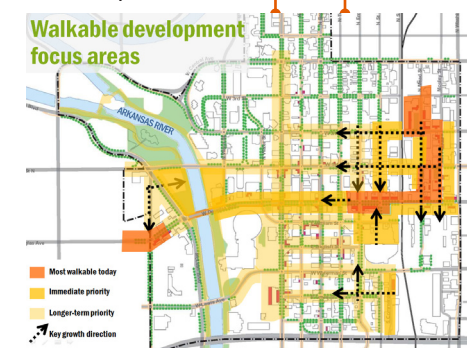 Walkable development
focus areas
ARKANSAS RIVER
Most walkable today
Immediate priority
Longer-term priority
Key growth direction